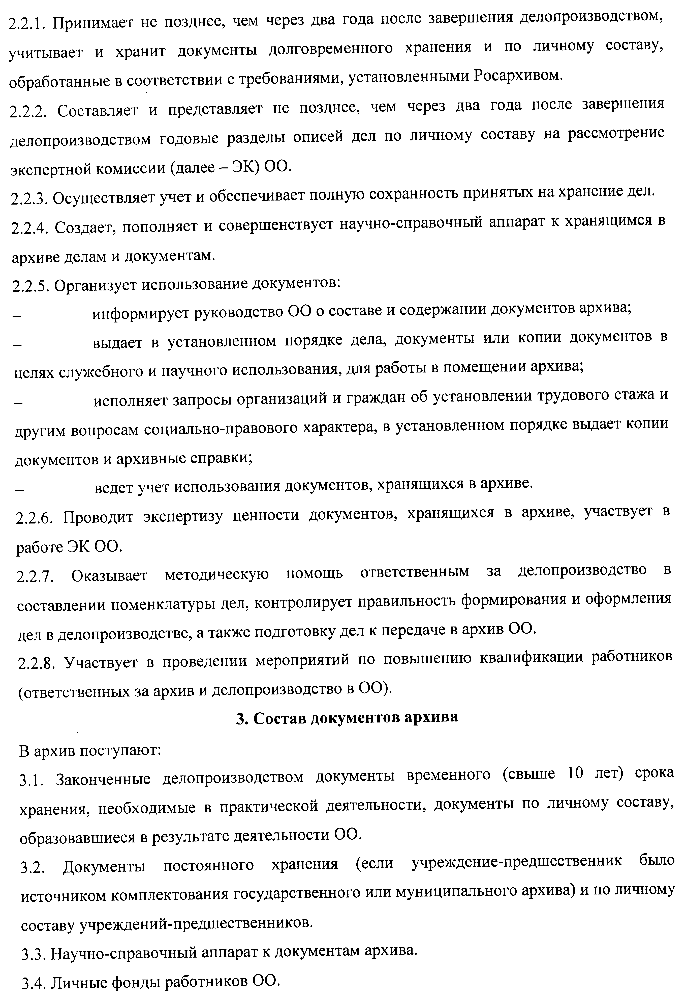 2.2.1. Принимает не позднее, чем через два года после завершения делопроизводством,
учитывает и хранит документы долговременного хранения и по личному составу,
обработанные в соответствии с требованиями, установленными Росархивом.
2.2.2. Составляет и представляет не позднее, чем через два года после завершения
делопроизводством годовые разделы описей дел по личному составу на рассмотрение
экспертной комиссии (далее – ЭК) ОО.
2.2.3. Осуществляет учет и обеспечивает полную сохранность принятых на хранение дел.
2.2.4. Создает, пополняет и совершенствует научно-справочный аппарат к хранящимся в
архиве делам и документам.
2.2.5. Организует использование документов:
– информирует руководство ОО о составе и содержании документов архива;
– выдает в установленном порядке дела, документы или копии документов в
целях служебного и научного использования, для работы в помещении архива;
– исполняет запросы организаций и граждан об установлении трудового стажа и
другим вопросам социально-правового характера, в установленном порядке выдает копии
документов и архивные справки;
– ведет учет использования документов, хранящихся в архиве.
2.2.6. Проводит экспертизу ценности документов, хранящихся в архиве, участвует в
работе ЭК ОО.
2.2.7. Оказывает методическую помощь ответственным за делопроизводство в
составлении номенклатуры дел, контролирует правильность формирования и оформления
дел в делопроизводстве, а также подготовку дел к передаче в архив ОО.
2.2.8. Участвует в проведении мероприятий по повышению квалификации работников
(ответственных за архив и делопроизводство в ОО).
3. Состав документов архива
В архив поступают:
3.1. Законченные делопроизводством документы временного (свыше 10 лет) срока
хранения, необходимые в практической деятельности, документы по личному составу,
образовавшиеся в результате деятельности ОО.
3.2. Документы постоянного хранения (если учреждение-предшественник было
источником комплектования государственного или муниципального архива) и по личному
составу учреждений-предшественников.
3.3. Научно-справочный аппарат к документам архива.
3.4. Личные фонды работников ОО.